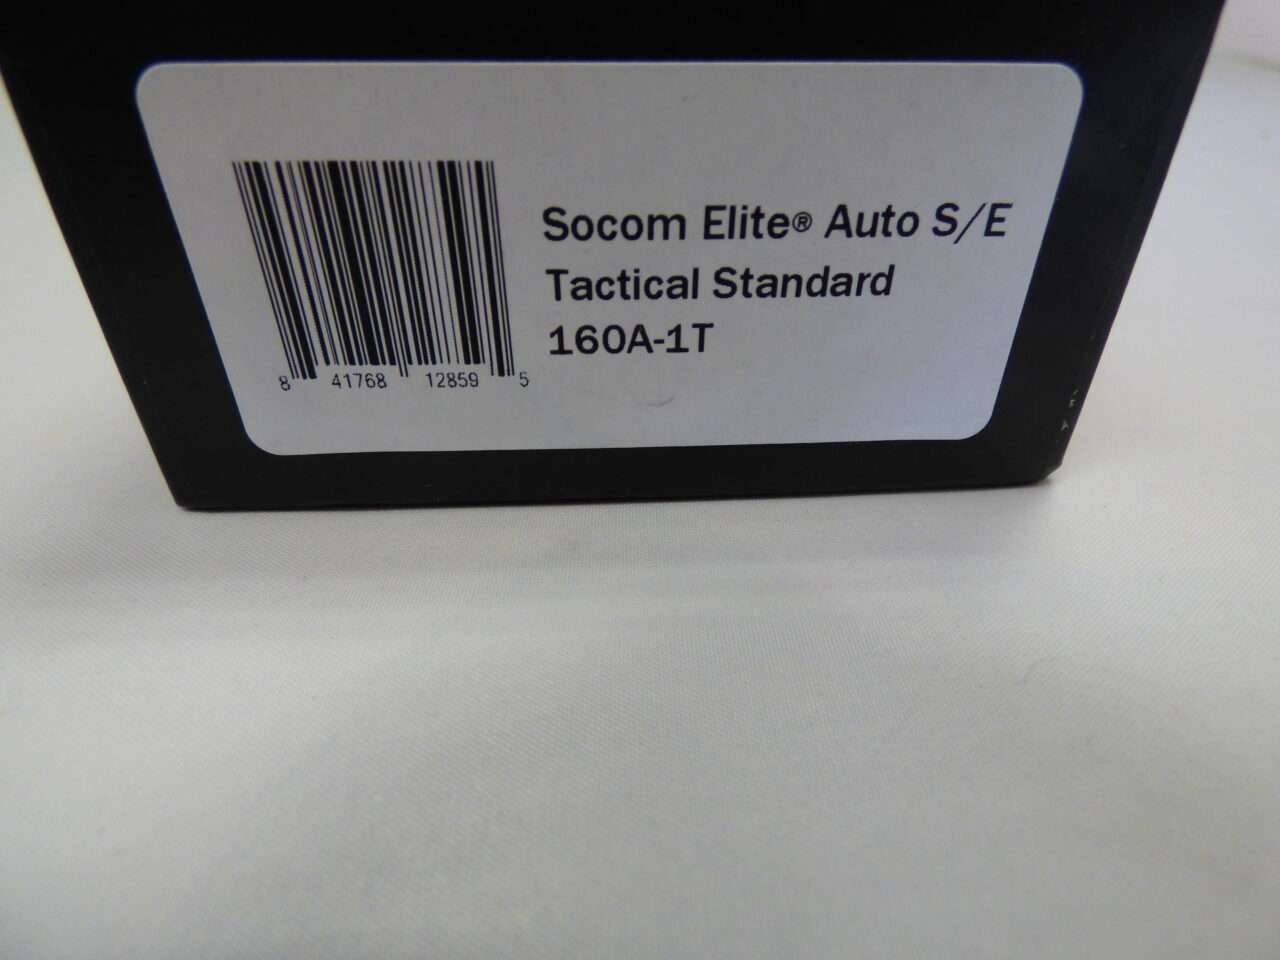 Socom Elite® Auto S/E
Tactical Standard
160A-1T
8 41768 12859 5